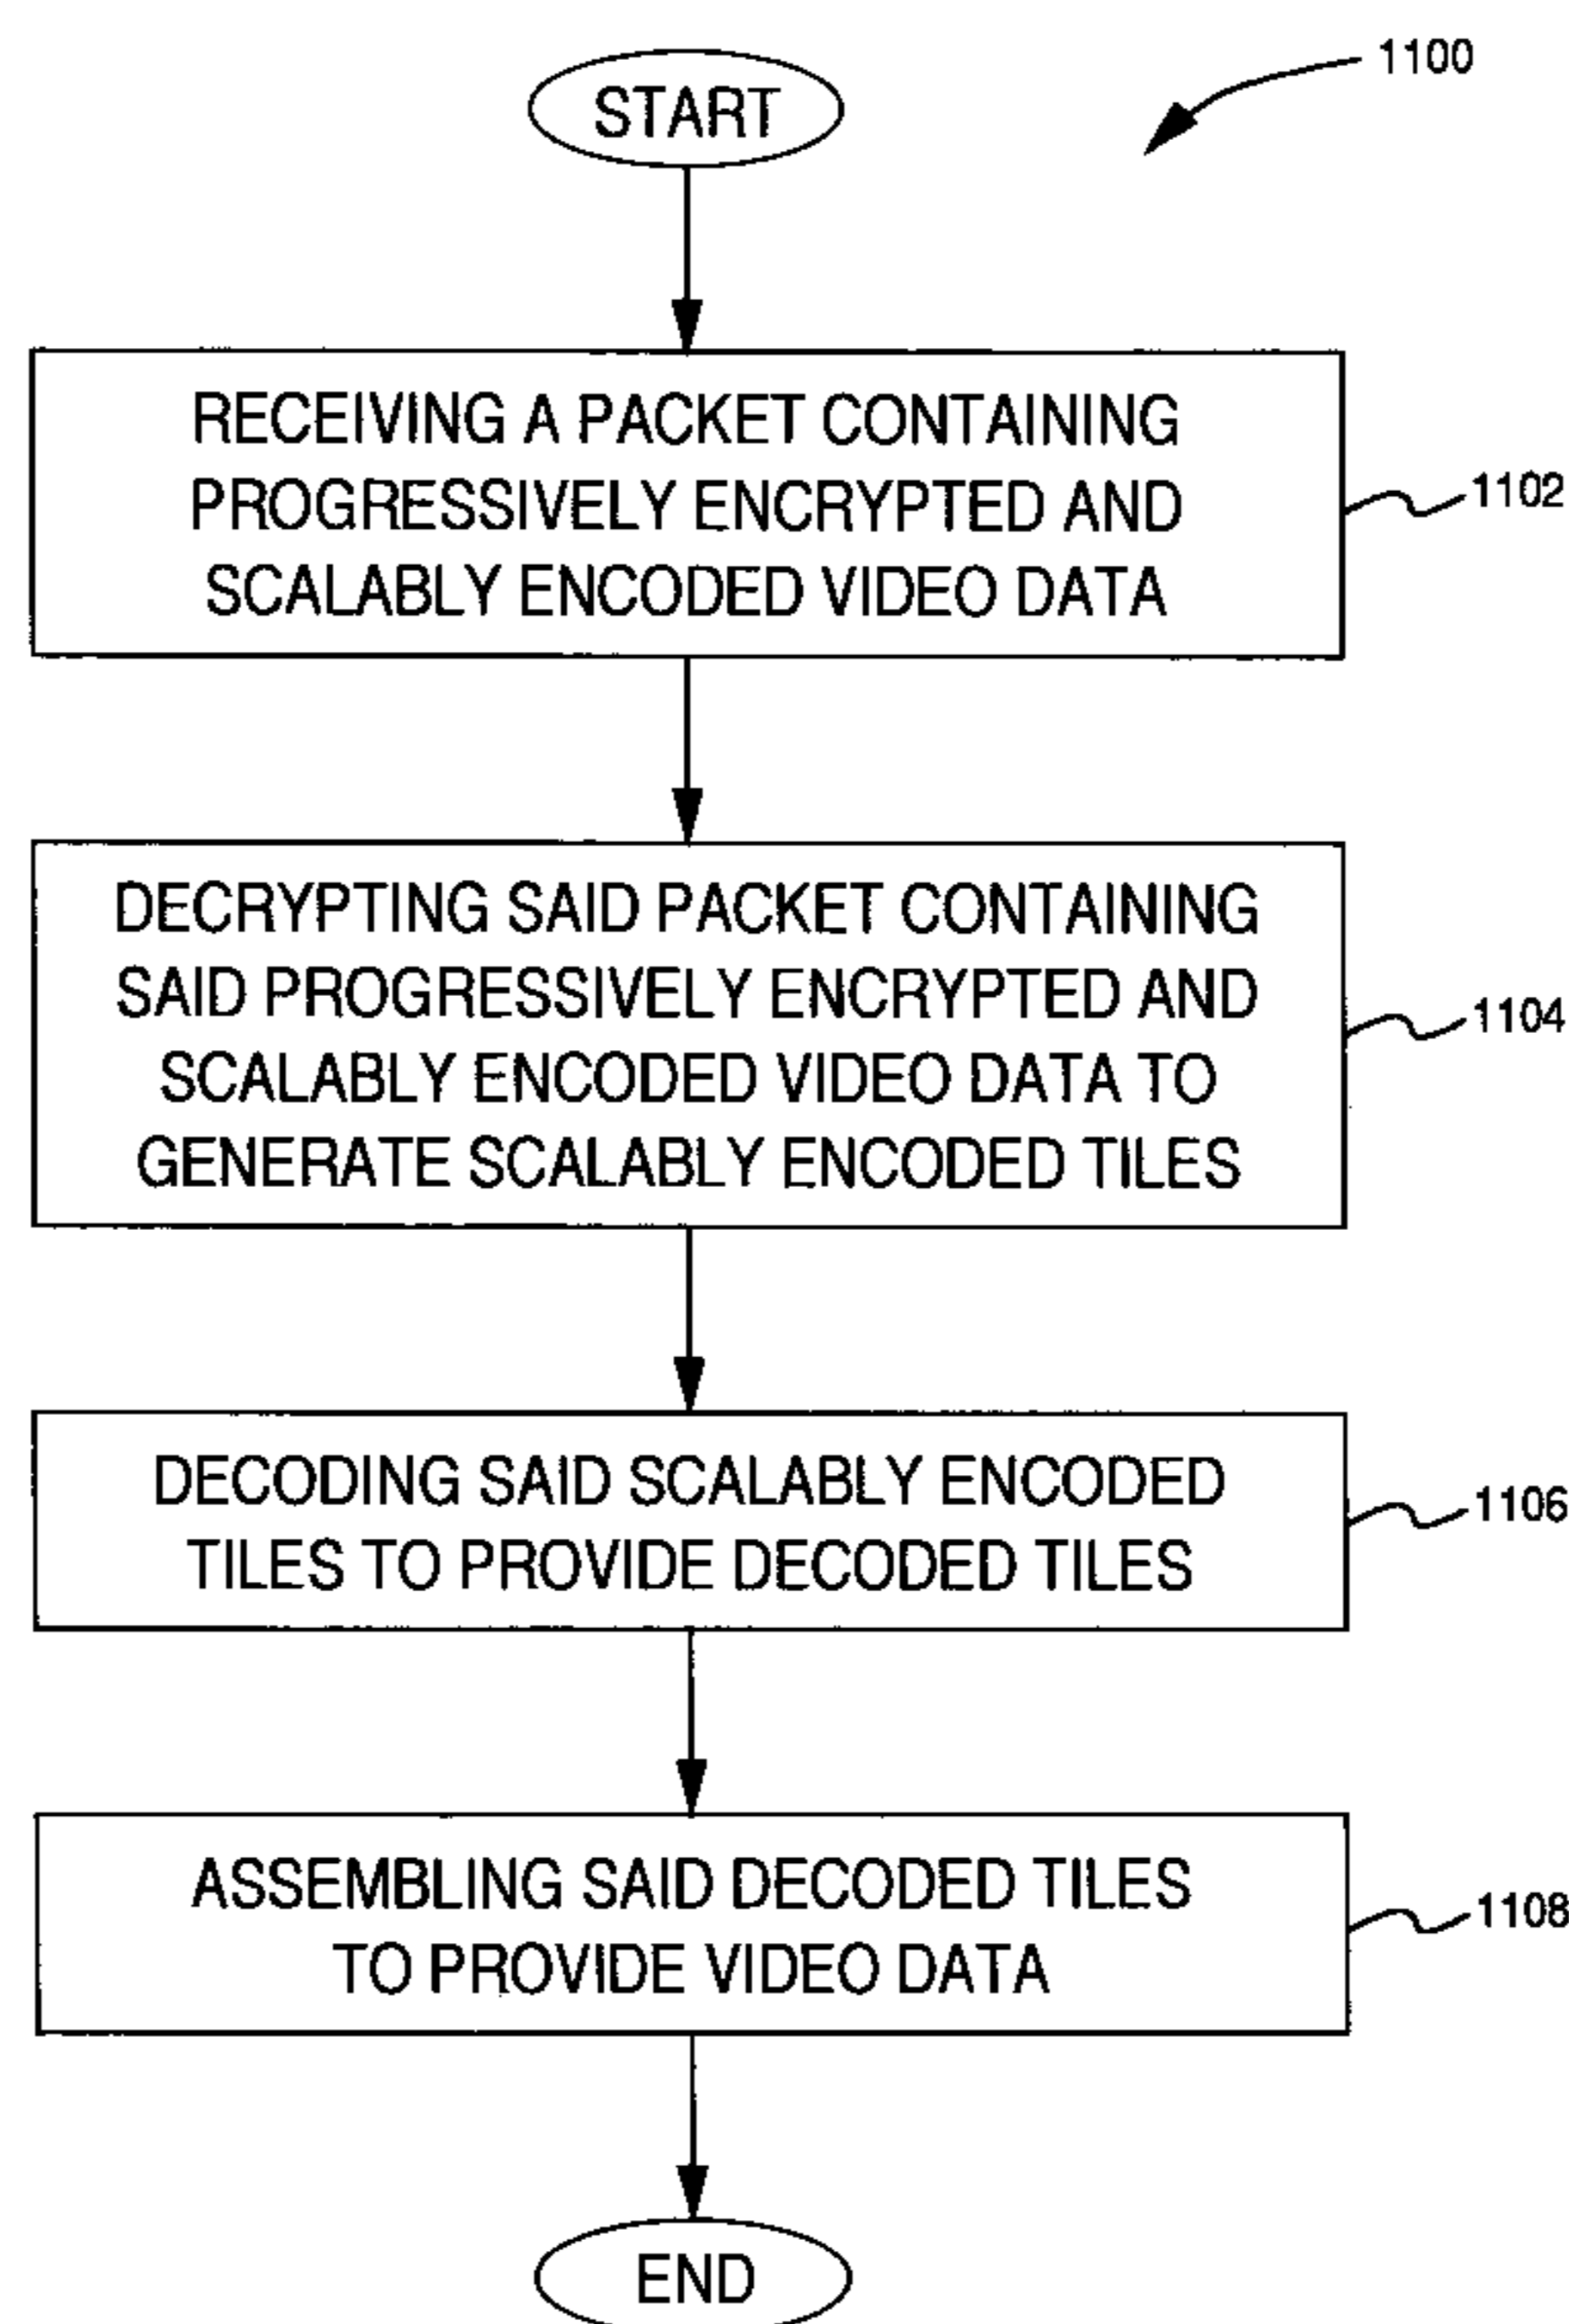 START
1100
RECEIVING A PACKET CONTAINING
PROGRESSIVELY ENCRYPTED AND
SCALABLY ENCODED VIDEO DATA
1102
DECRYPTING SAID PACKET CONTAINING
SAID PROGRESSIVELY ENCRYPTED AND
SCALABLY ENCODED VIDEO DATA TO
GENERATE SCALABLY ENCODED TILES
1104
DECODING SAID SCALABLY ENCODED
TILES TO PROVIDE DECODED TILES
1106
ASSEMBLING SAID DECODED TILES
TO PROVIDE VIDEO DATA
1108
END